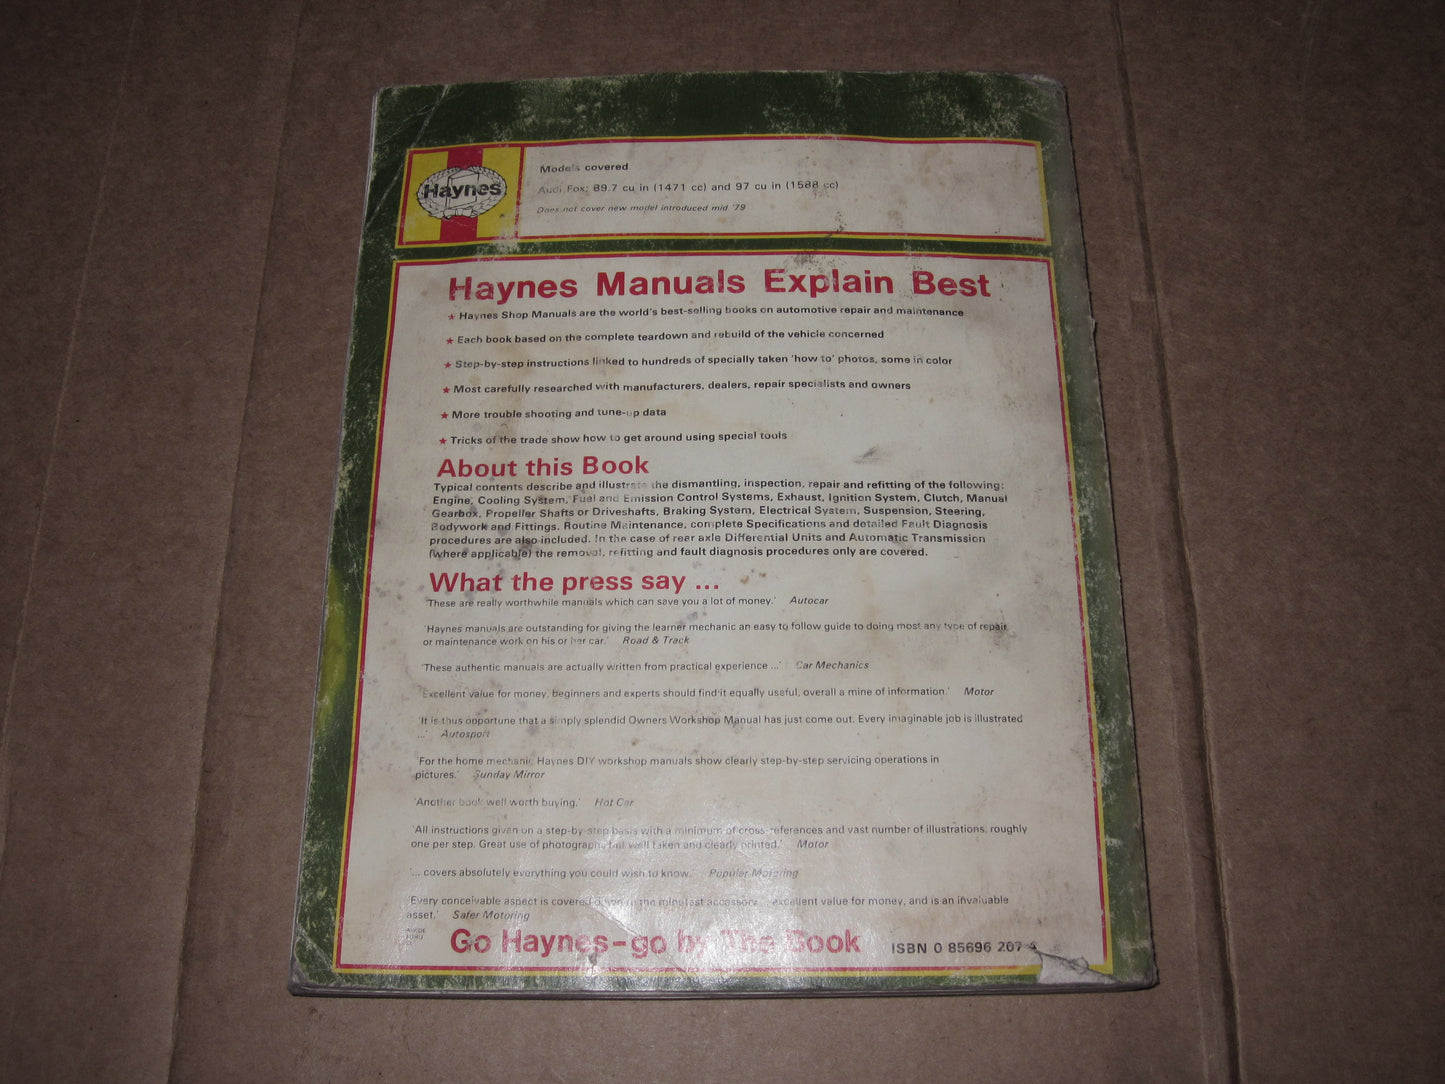 Haynes
Models covered
Audi Fox; 89.7 cu in (1471 cc) and 97 cu in (1588 cc)
Does not cover new model introduced mid '79
Haynes Manuals Explain Best
★ Haynes Shop Manuals are the world's best-selling books on automotive repair and maintenance
★ Each book based on the complete teardown and rebuild of the vehicle concerned
★ Step-by-step instructions linked to hundreds of specially taken 'how to' photos, some in color
★ Most carefully researched with manufacturers, dealers, repair specialists and owners
★ More trouble shooting and tune-up data
★ Tricks of the trade show how to get around using special tools
About this Book
Typical contents describe and illustrate the dismantling, inspection, repair and refitting of the following:
Engine, Cooling System, Fuel and Emission Control Systems, Exhaust, Ignition System, Clutch, Manual
Gearbox, Propeller Shafts or Driveshafts, Braking System, Electrical System, Suspension, Steering,
Bodywork and Fittings. Routine Maintenance, complete Specifications and detailed Fault Diagnosis
procedures are also included. In the case of rear axle Differential Units and Automatic Transmission
(where applicable) the removal, refitting and fault diagnosis procedures only are covered.
What the press say ...
'These are really worthwhile manuals which can save you a lot of money.' Autocar
'Haynes manuals are outstanding for giving the learner mechanic an easy to follow guide to doing most any type of repair
or maintenance work on his or her car.' Road & Track
'These authentic manuals are actually written from practical experience ...' Car Mechanics
'Excellent value for money, beginners and experts should find it equally useful, overall a mine of information.' Motor
'It is thus opportune that a simply splendid Owners Workshop Manual has just come out. Every imaginable job is illustrated
...' Autosport
'For the home mechanic Haynes DIY workshop manuals show clearly step-by-step servicing operations in
pictures.' Sunday Mirror
'Another book well worth buying.' Hot Car
'All instructions given on a step-by-step basis with a minimum of cross-references and vast number of illustrations, roughly
one per step. Great use of photographs but well taken and clearly printed.' Motor
'... covers absolutely everything you could wish to know.' Popular Motoring
'Every conceivable aspect is covered down to the minutest accessory ... excellent value for money, and is an invaluable
asset.' Safer Motoring
Go Haynes-go by The Book
ISBN 0 85696 207 4